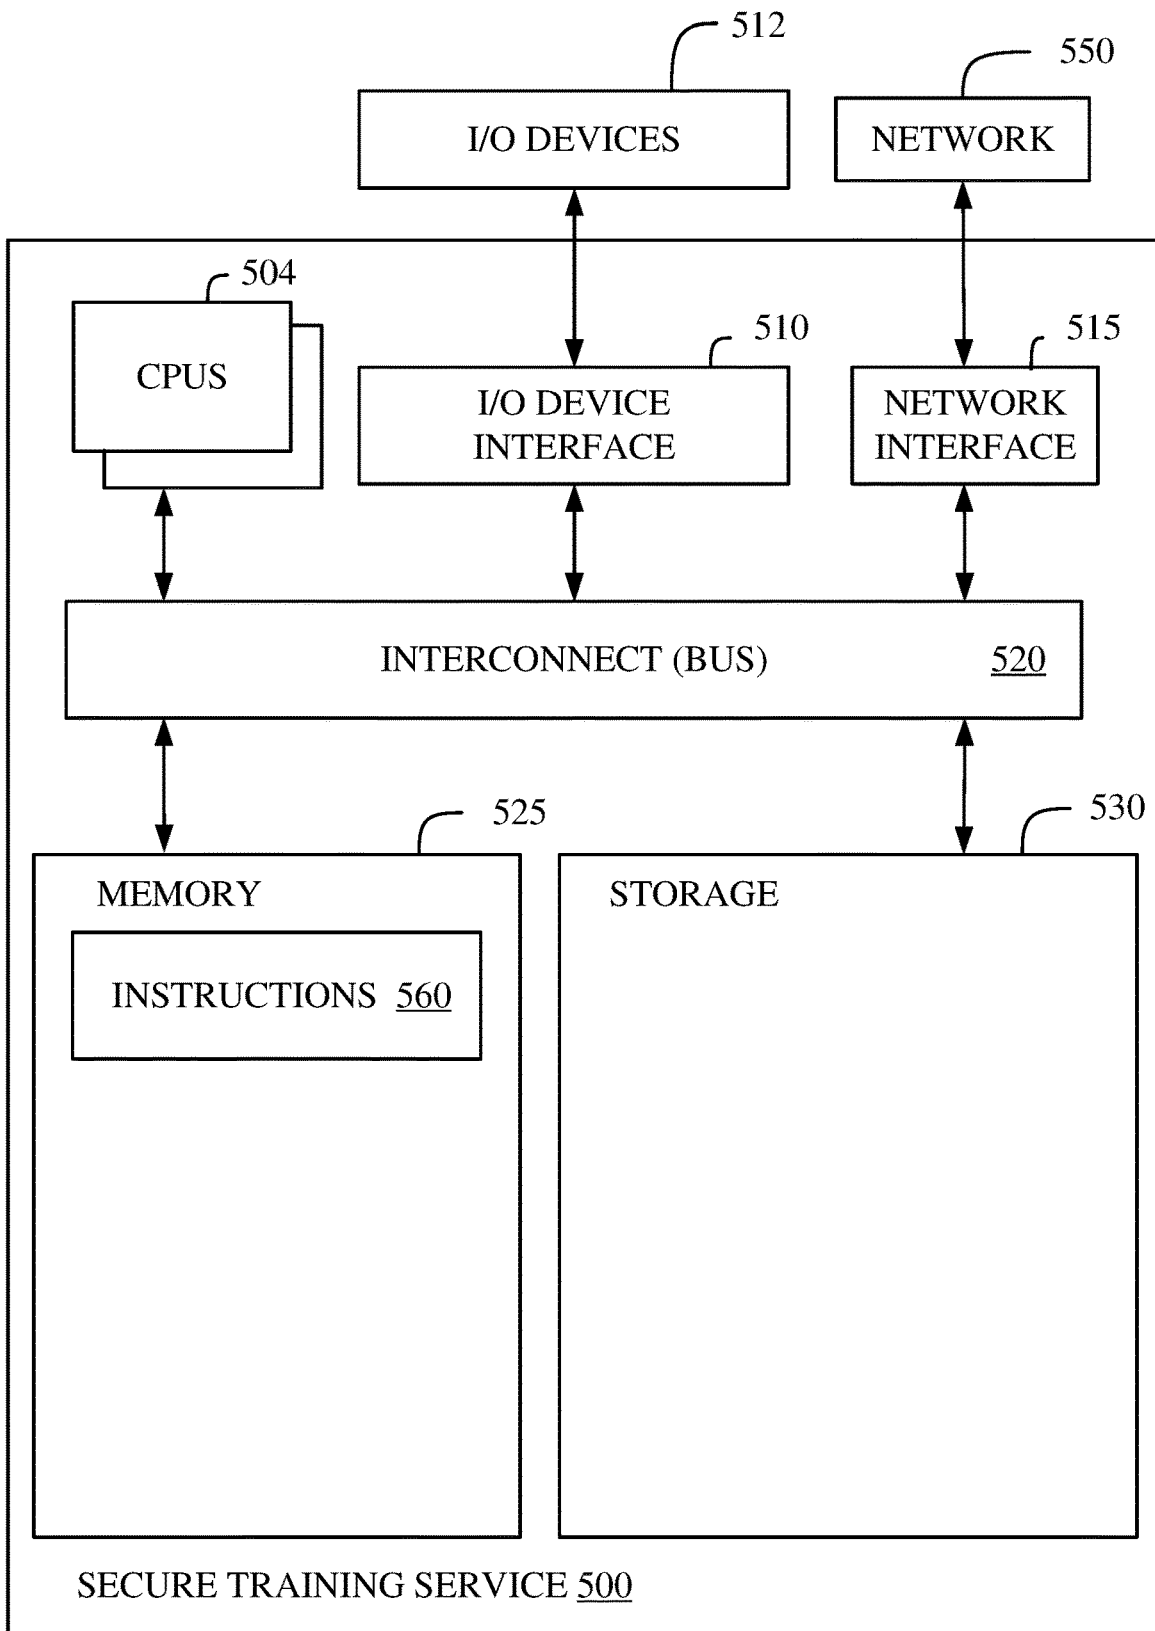 512
550
I/O DEVICES
NETWORK
504
510
515
CPUS
I/O DEVICE
INTERFACE
NETWORK
INTERFACE
INTERCONNECT (BUS) 520
525
530
MEMORY
STORAGE
INSTRUCTIONS 560
SECURE TRAINING SERVICE 500